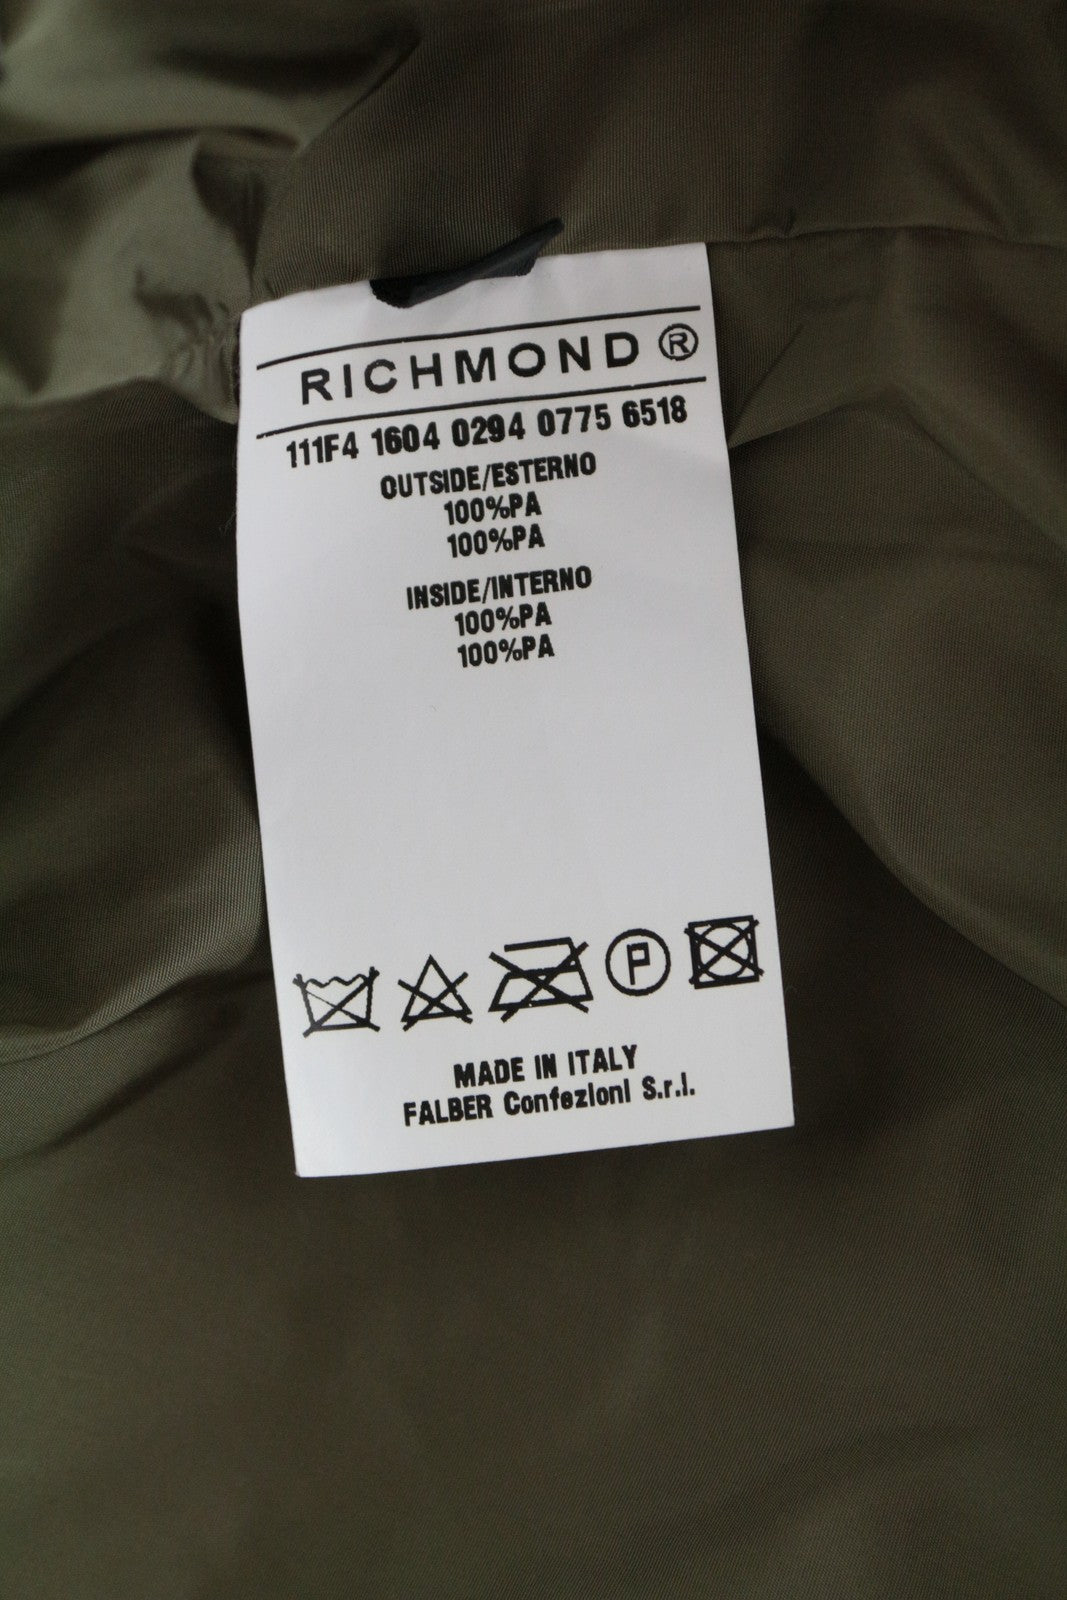 RICHMOND ®
111F4 1604 0294 0775 6518
OUTSIDE/ESTERNO
100%PA
100%PA
INSIDE/INTERNO
100%PA
100%PA
P
MADE IN ITALY
FALBER Confezioni S.r.l.